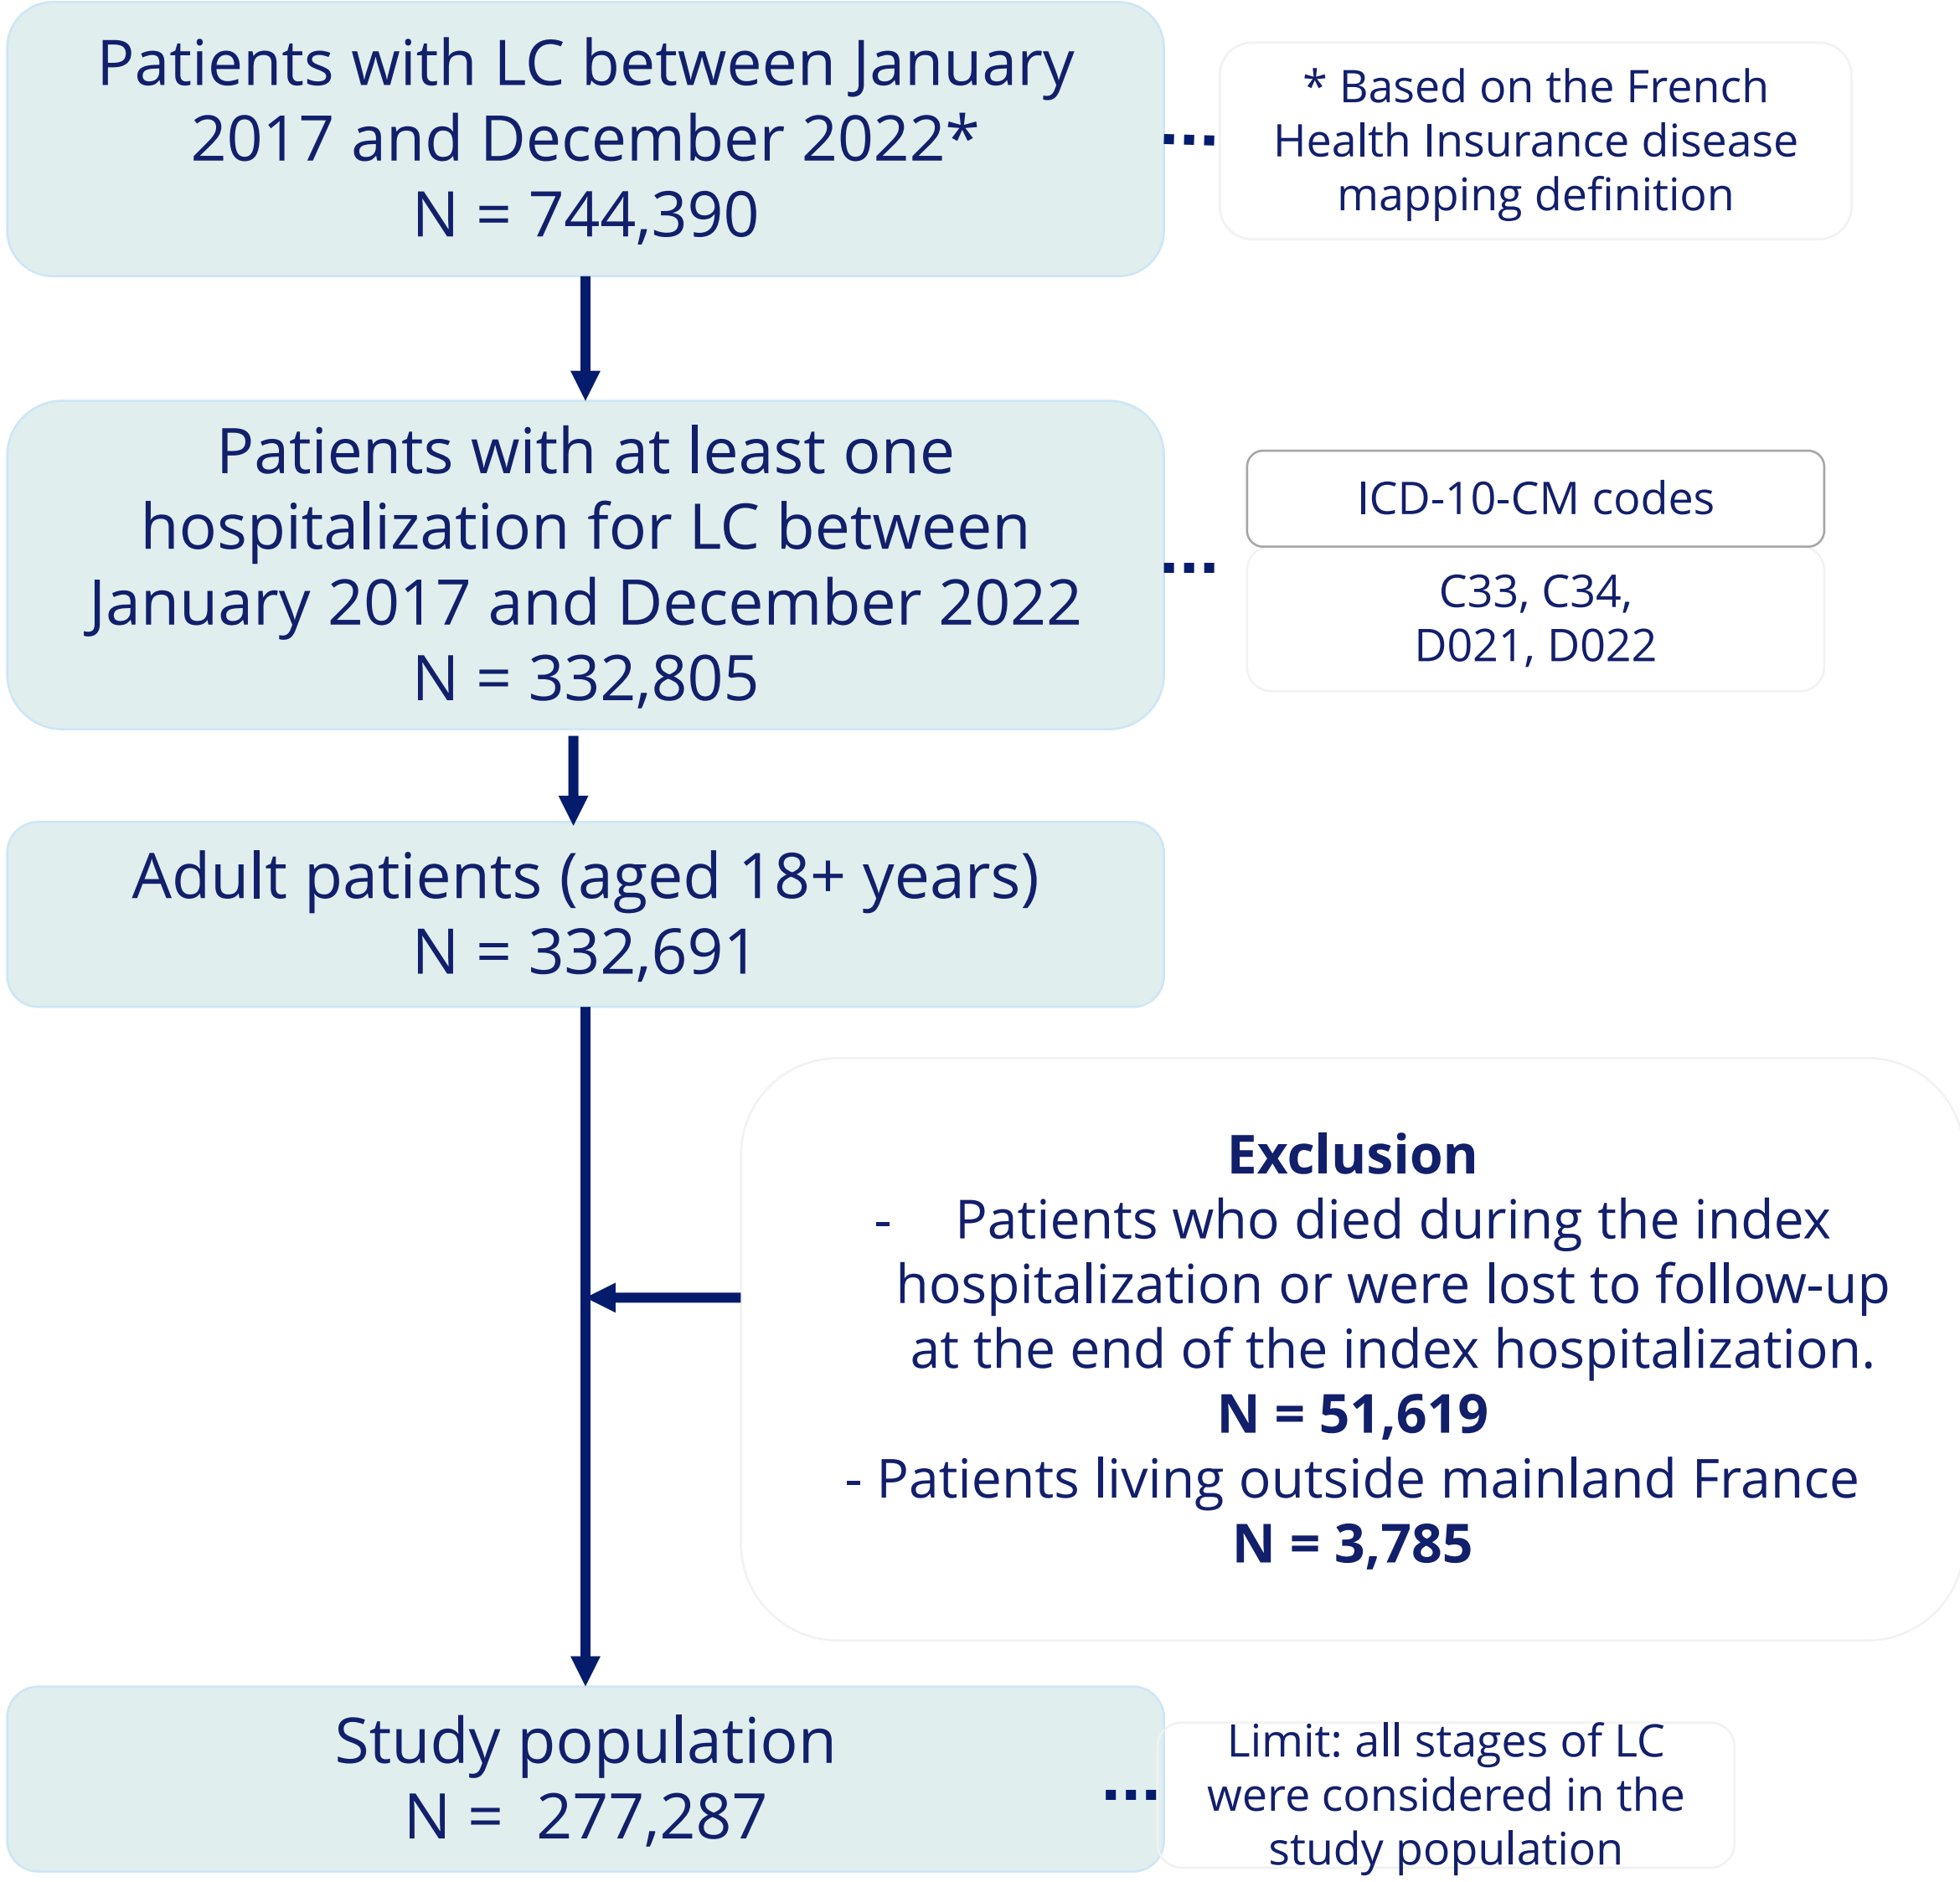 Patients with LC between January
2017 and December 2022*
N = 744,390
* Based on the French
Health Insurance disease
mapping definition
Patients with at least one
hospitalization for LC between
January 2017 and December 2022
N = 332,805
ICD-10-CM codes
C33, C34,
D021, D022
Adult patients (aged 18+ years)
N = 332,691
Exclusion
- Patients who died during the index
hospitalization or were lost to follow-up
at the end of the index hospitalization.
N = 51,619
- Patients living outside mainland France
N = 3,785
Study population
N = 277,287
Limit: all stages of LC
were considered in the
study population